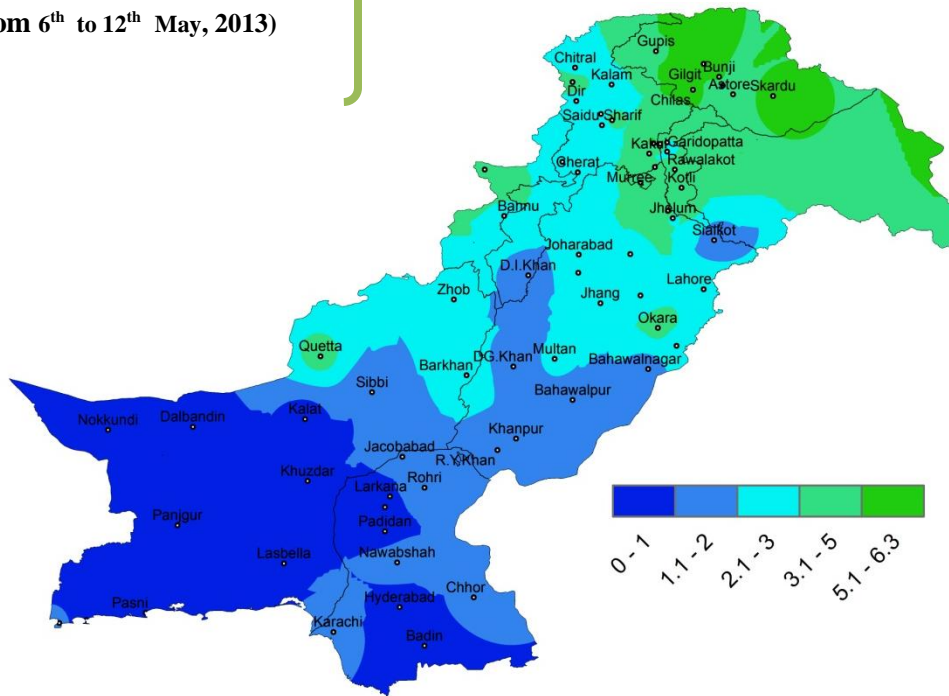 om 6th to 12th May, 2013)
Gupis
Chitral
Bunji
Kalam
Gilgit
Astore
Skardu
Dir
Chilas
Saidu Sharif
Garidopatta
Rawalakot
Cherat
Murree
Kotli
Bannu
Jhelum
Sialkot
Joharabad
D.I.Khan
Lahore
Zhob
Jhang
Okara
Quetta
Multan
DG.Khan
Bahawalnagar
Barkhan
Sibbi
Bahawalpur
Kalat
Nokkundi
Dalbandin
Khanpur
Jacobabad
R.Y.Khan
Khuzdar
Rohri
Larkana
Panjgur
Padidan
Lasbella
Nawabshah
Chhor
Pasni
Hyderabad
Karachi
Badin
0 - 1
1.1 - 2
2.1 - 3
3.1 - 5
5.1 - 6.3